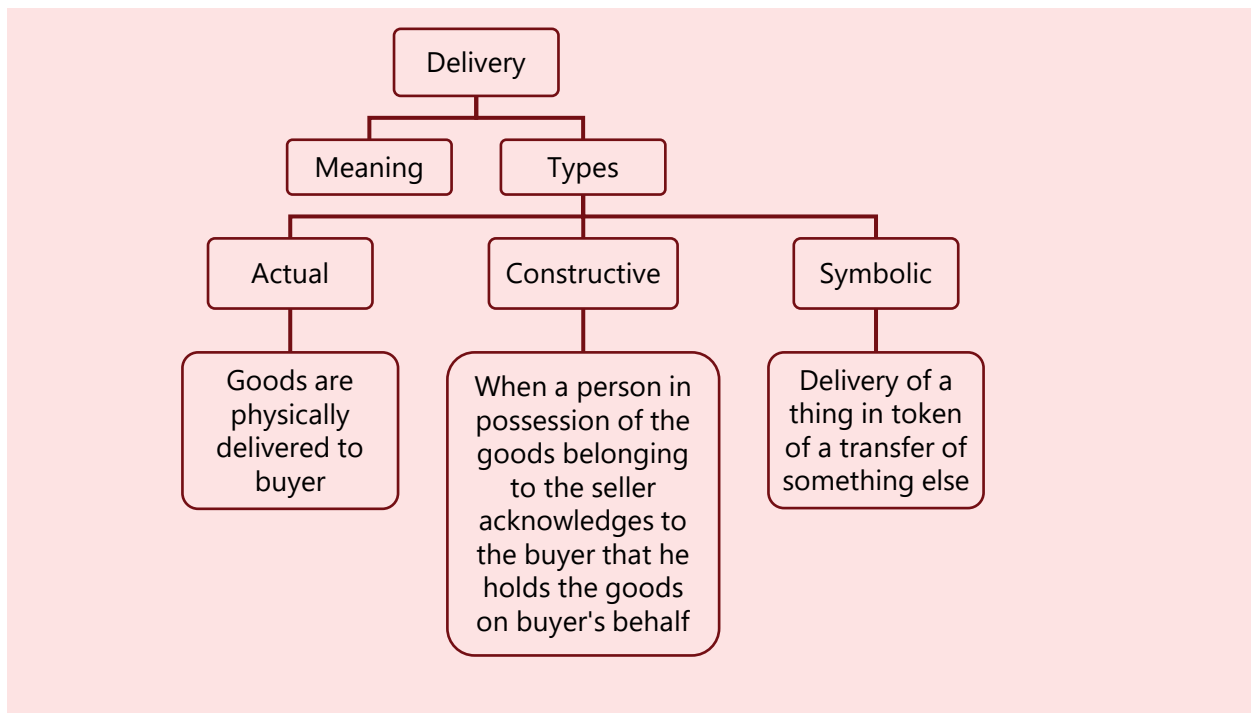 Delivery
Meaning
Types
Actual
Constructive
Symbolic
Goods are
physically
delivered to
buyer
When a person in
possession of the
goods belonging
to the seller
acknowledges to
the buyer that he
holds the goods
on buyer's behalf
Delivery of a
thing in token
of a transfer of
something else